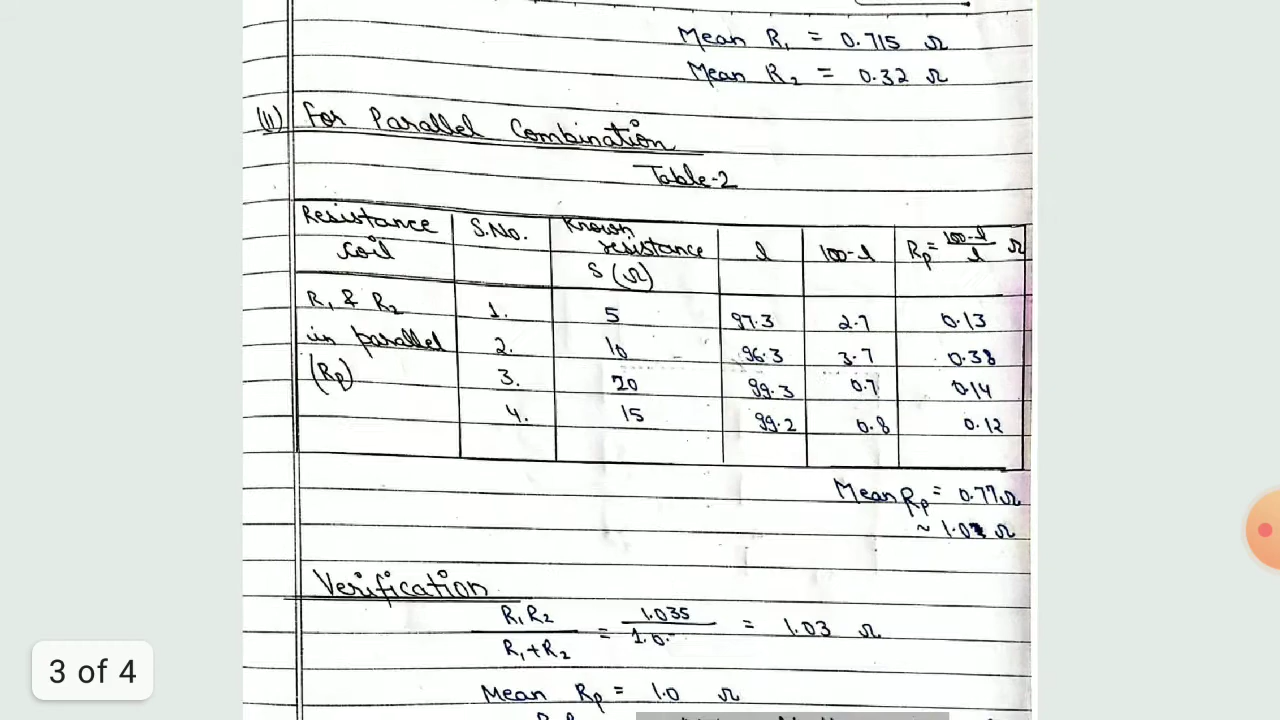 Mean R₁ = 0.715 Ω
Mean R₂ = 0.32 Ω
(ii) For Parallel Combination
Table-2
Resistance coil | S.No. | Known resistance S (Ω) | l | 100-l | Rp = 100-l/l Ω
R₁ & R₂ in parallel (Rp) | 1. | 5 | 97.3 | 2.7 | 0.13
2. | 10 | 96.3 | 3.7 | 0.38
3. | 20 | 99.3 | 0.7 | 0.14
4. | 15 | 99.2 | 0.8 | 0.12
Mean Rp = 0.77 Ω
~ 1.0 Ω
Verification
R₁R₂/R₁+R₂ = 1.035/1.0 = 1.03 Ω
Mean Rp = 1.0 Ω
3 of 4